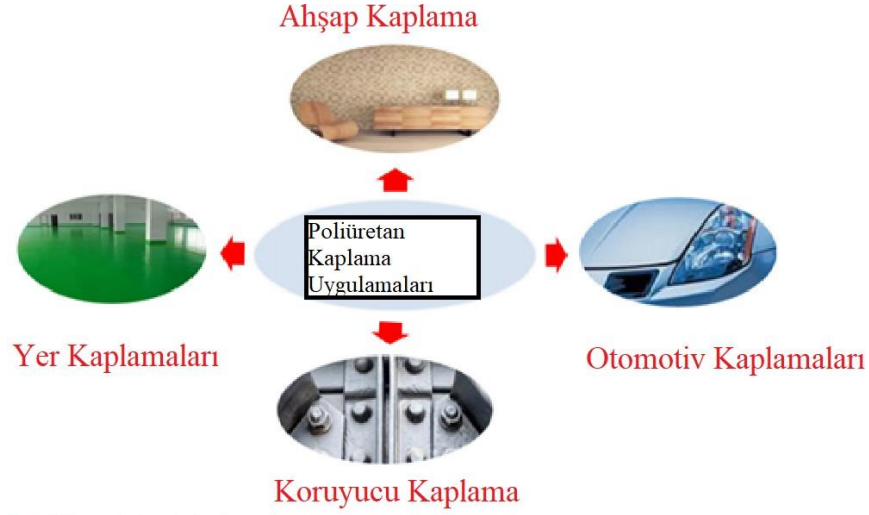 Ahşap Kaplama
Poliüretan
Kaplama
Uygulamaları
Yer Kaplamaları
Otomotiv Kaplamaları
Koruyucu Kaplama